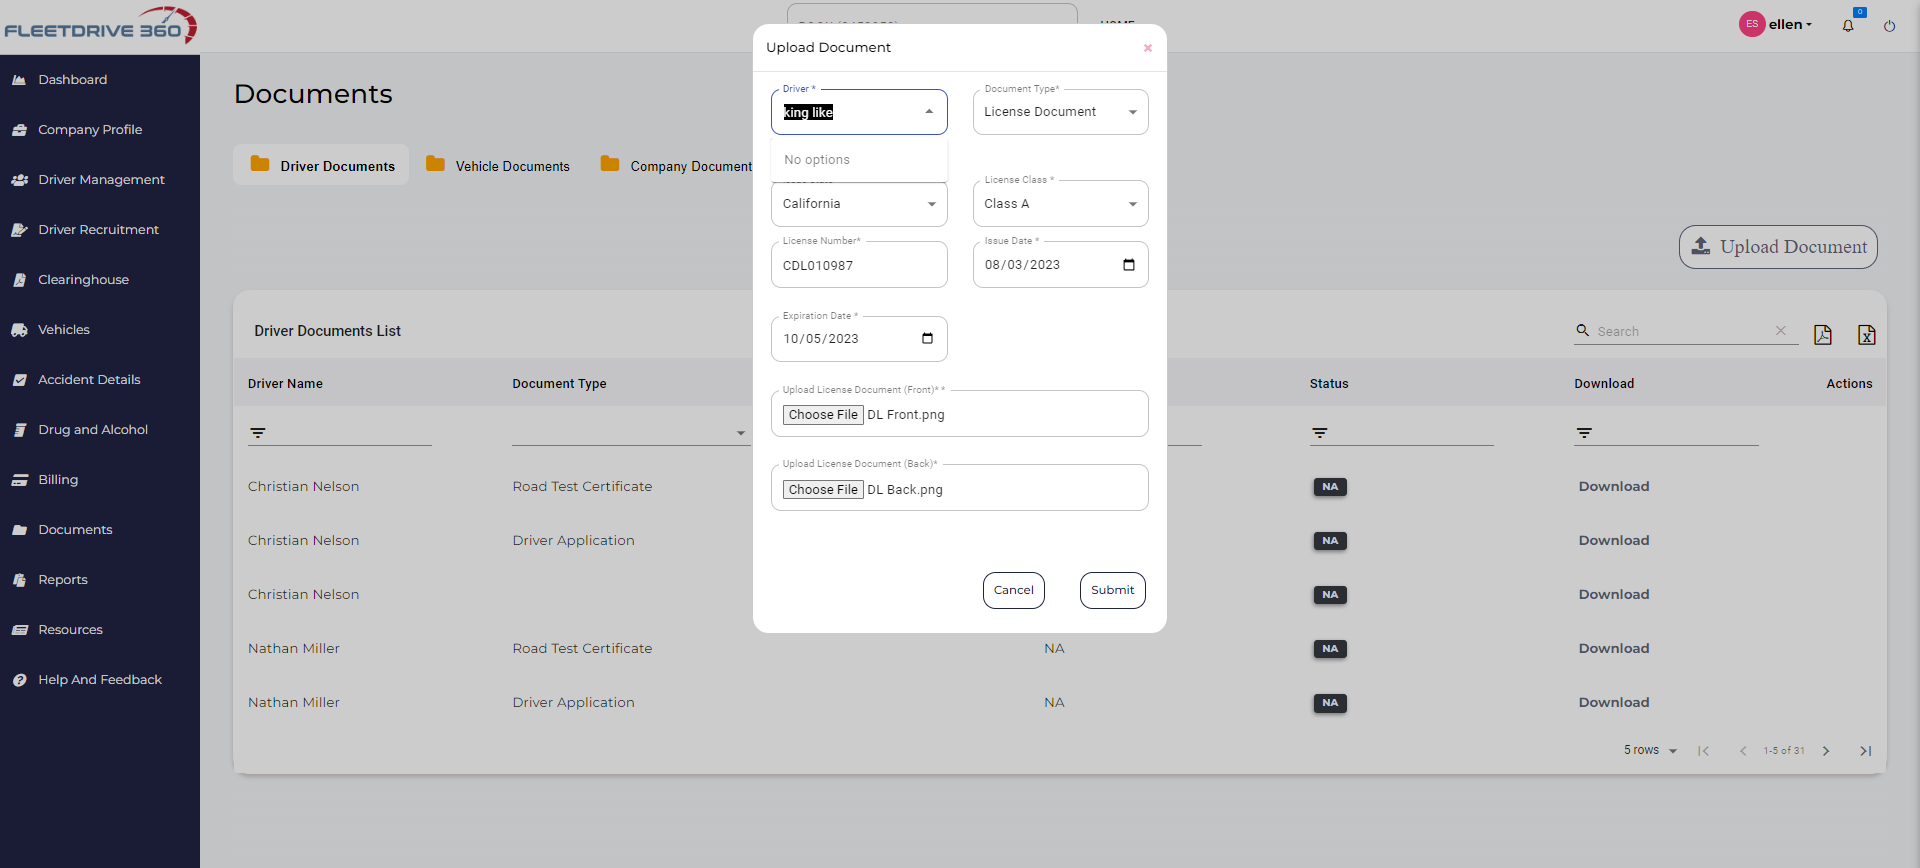 FLEETDRIVE 360
HOME
ES ellen
0
Dashboard
Company Profile
Driver Management
Driver Recruitment
Clearinghouse
Vehicles
Accident Details
Drug and Alcohol
Billing
Documents
Reports
Resources
Help And Feedback
Documents
Driver Documents
Vehicle Documents
Company Document
Upload Document
Driver Documents List
Search
Driver Name
Document Type
Status
Download
Actions
Christian Nelson
Road Test Certificate
NA
Download
Christian Nelson
Driver Application
NA
Download
Christian Nelson
NA
Download
Nathan Miller
Road Test Certificate
NA
NA
Download
Nathan Miller
Driver Application
NA
NA
Download
5 rows
1-5 of 31
Upload Document
Driver *
king like
No options
Document Type*
License Document
California
License Class *
Class A
License Number*
CDL010987
Issue Date *
08/03/2023
Expiration Date *
10/05/2023
Upload License Document (Front)* *
Choose File DL Front.png
Upload License Document (Back)*
Choose File DL Back.png
Cancel
Submit